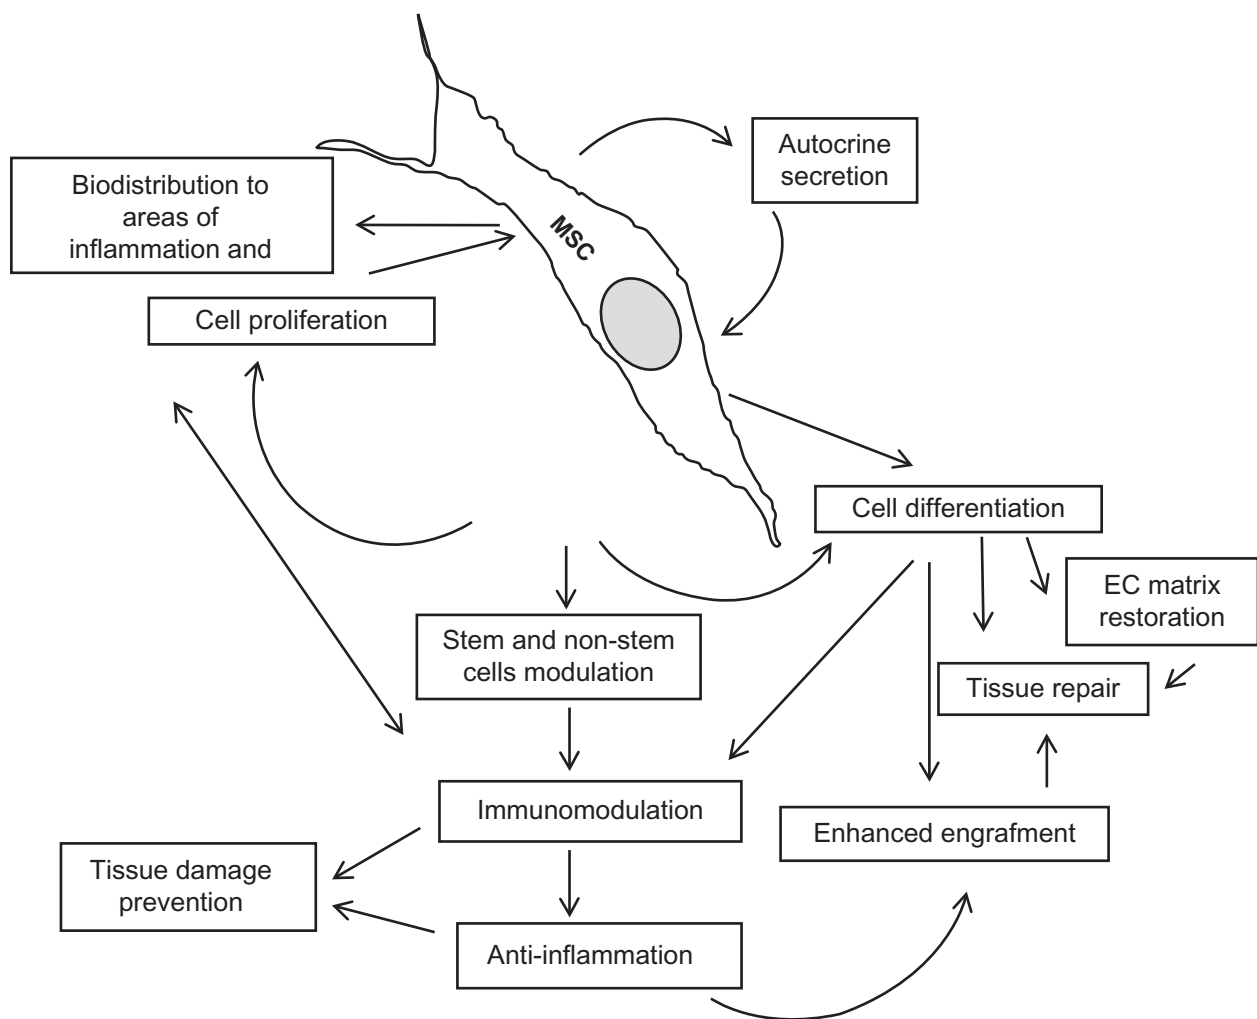 Autocrine
secretion
Biodistribution to
areas of
inflammation and
MSC
Cell proliferation
Cell differentiation
EC matrix
restoration
Stem and non-stem
cells modulation
Tissue repair
Immunomodulation
Enhanced engrafment
Tissue damage
prevention
Anti-inflammation